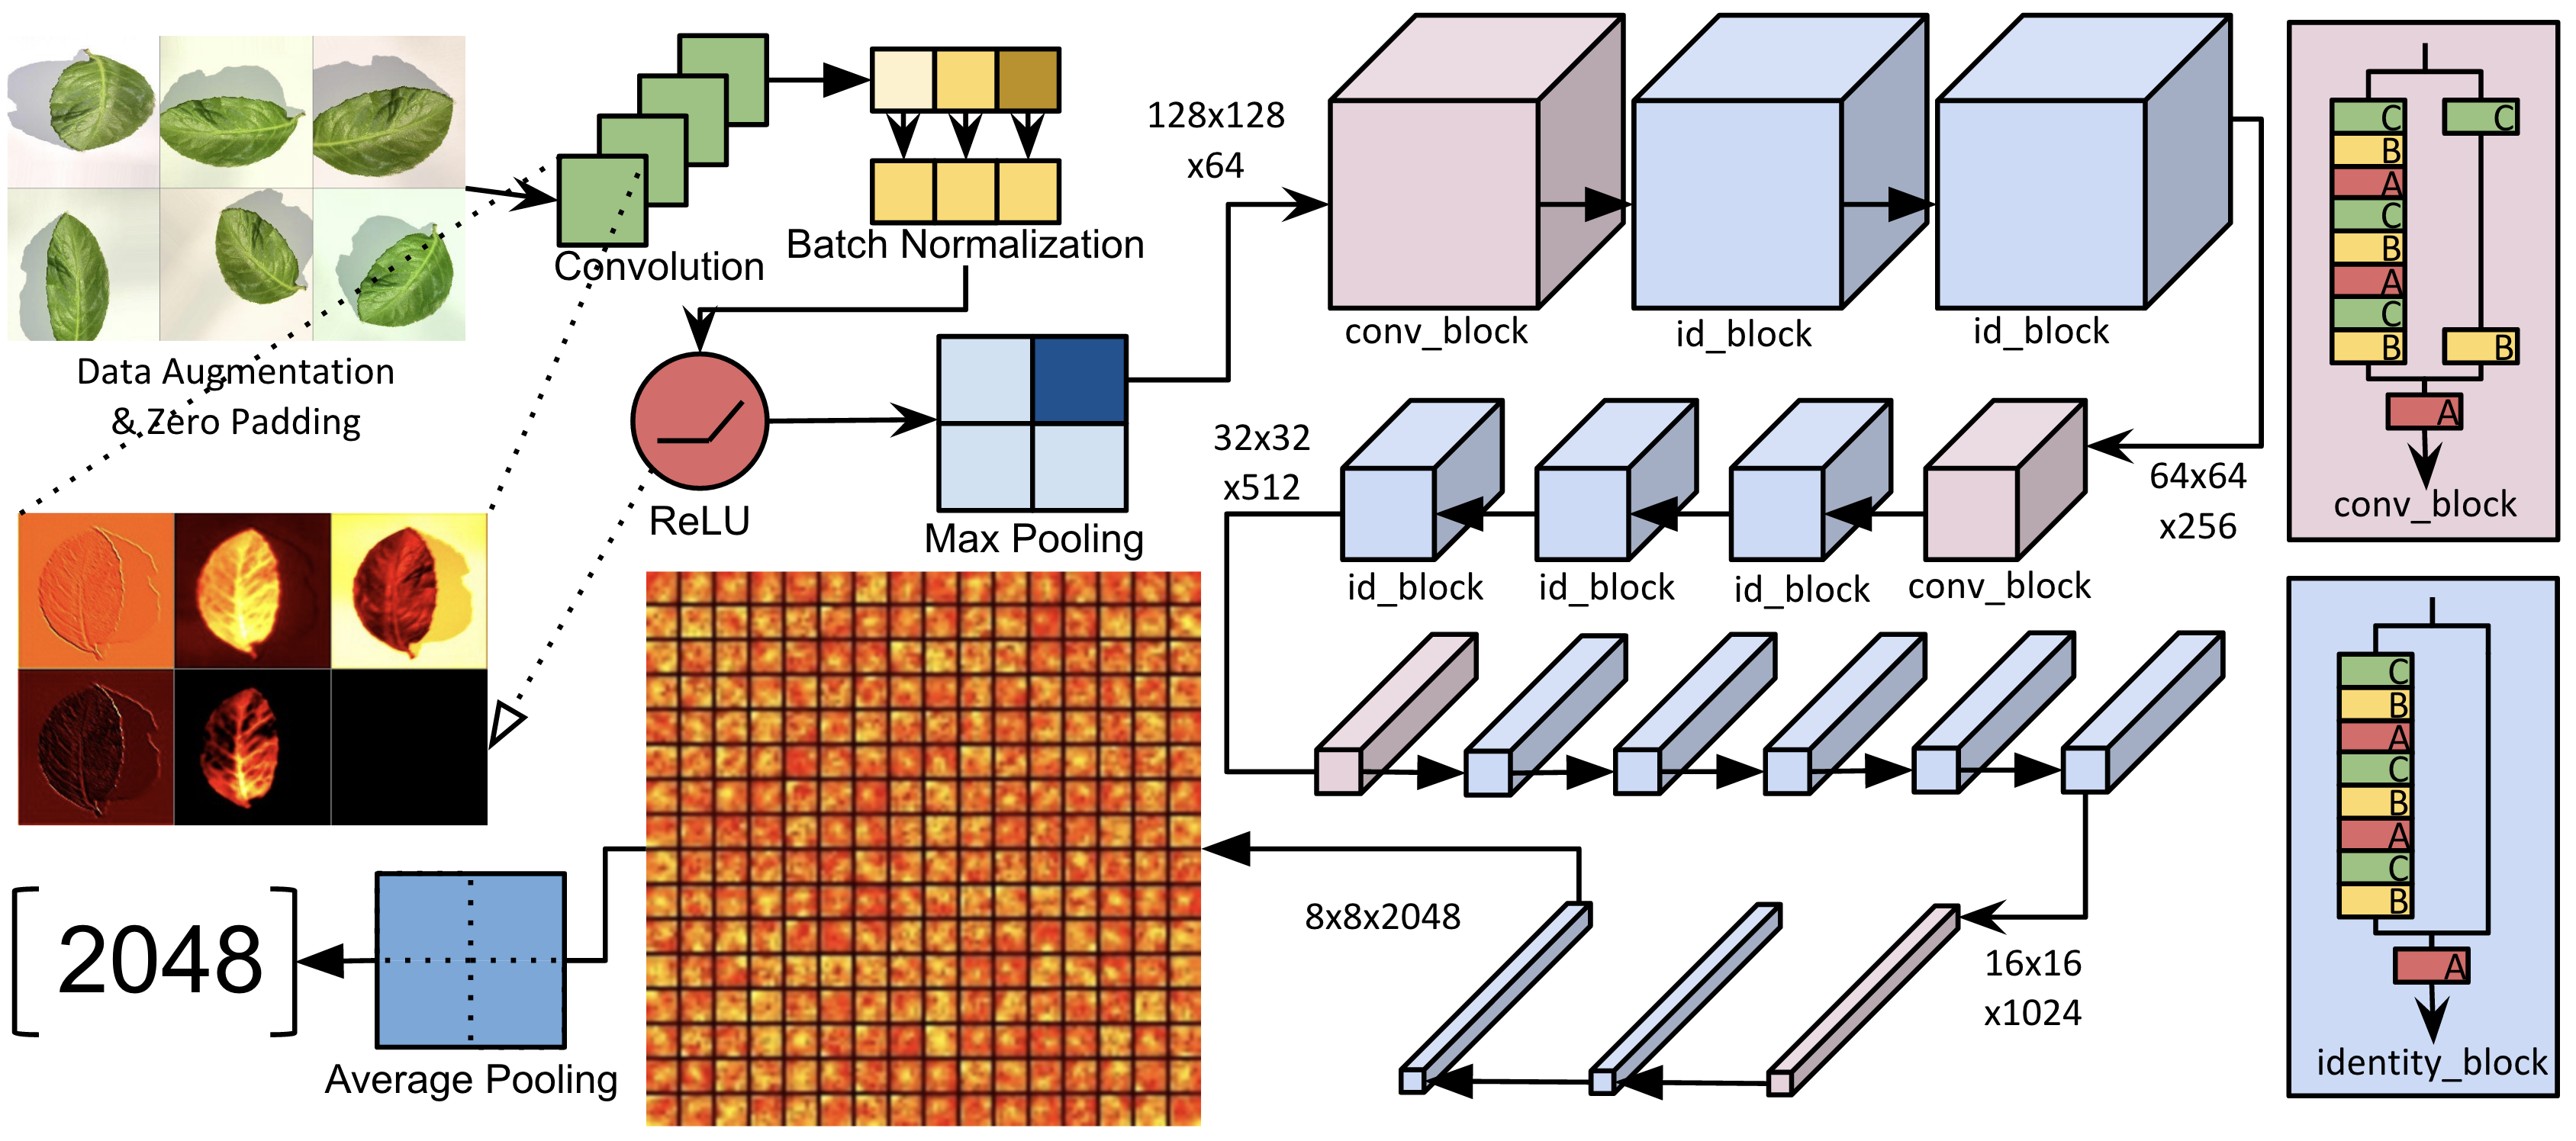 Data Augmentation
& Zero Padding
Convolution
Batch Normalization
ReLU
Max Pooling
128x128
x64
conv_block
id_block
id_block
64x64
x256
conv_block
id_block
id_block
id_block
32x32
x512
16x16
x1024
8x8x2048
Average Pooling
[2048]
C
B
A
C
B
A
C
B
C
B
A
conv_block
C
B
A
C
B
A
C
B
A
identity_block